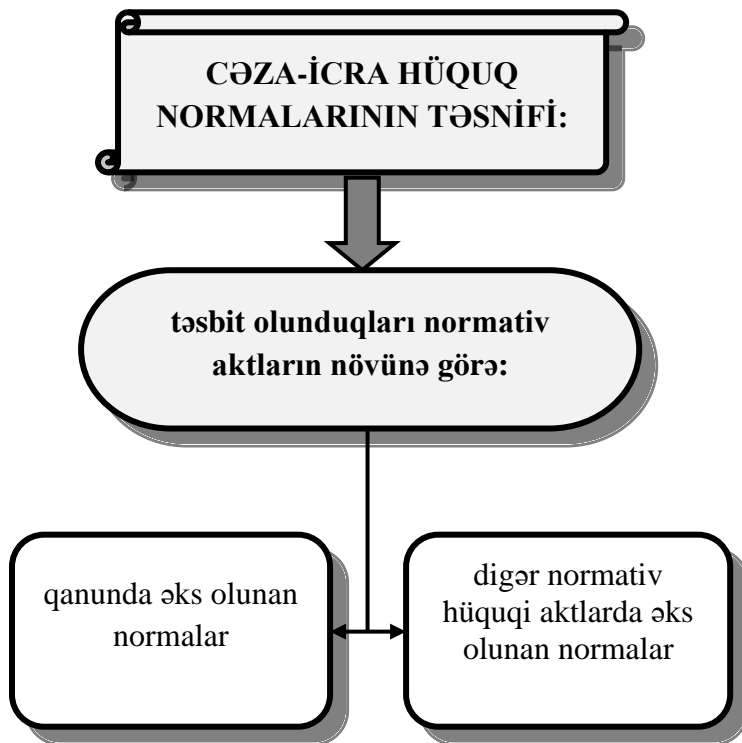 CƏZA-İCRA HÜQUQ
NORMALARININ TƏSNİFİ:
təsbit olunduqları normativ
aktların növünə görə:
qanunda əks olunan
normalar
digər normativ
hüquqi aktlarda əks
olunan normalar